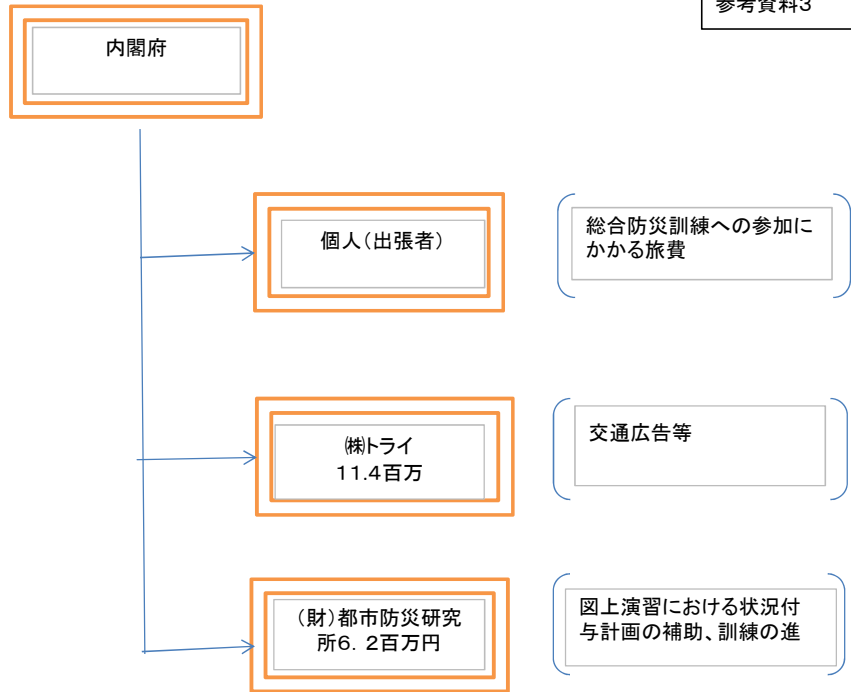 参考資料3
内閣府
個人（出張者）
総合防災訓練への参加に
かかる旅費
㈱トライ
11.4百万
交通広告等
（財）都市防災研究
所6．2百万円
図上演習における状況付
与計画の補助、訓練の進